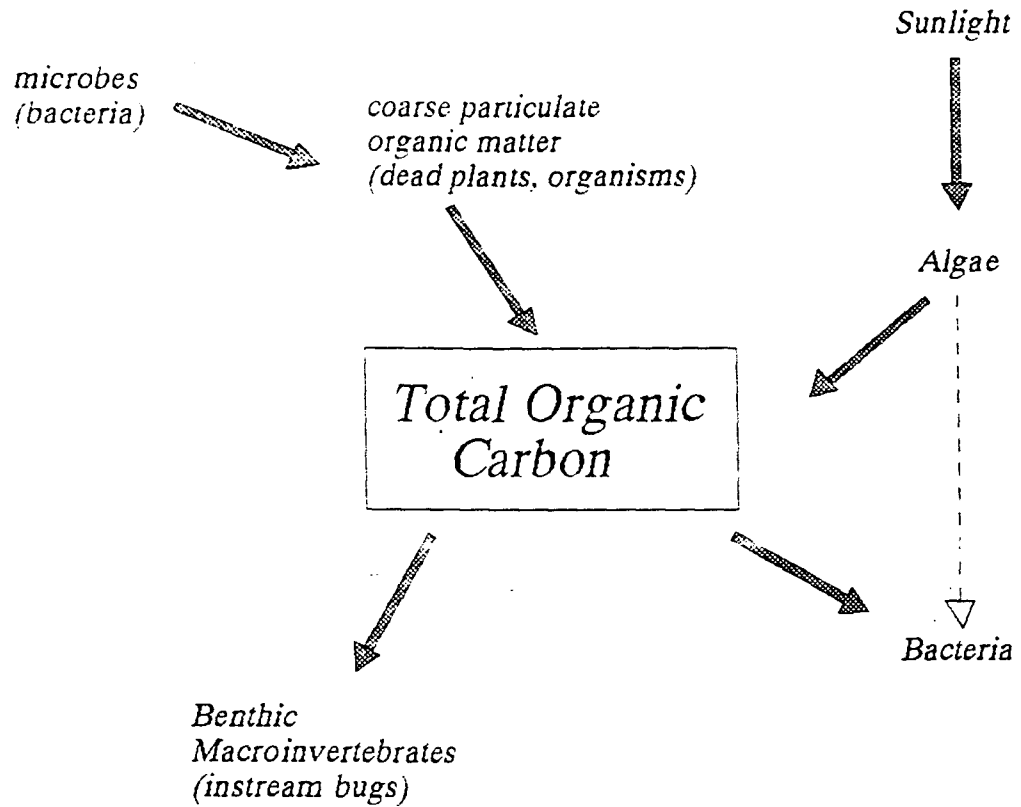 Sunlight
microbes
(bacteria)
coarse particulate
organic matter
(dead plants, organisms)
Algae
Total Organic
Carbon
Bacteria
Benthic
Macroinvertebrates
(instream bugs)